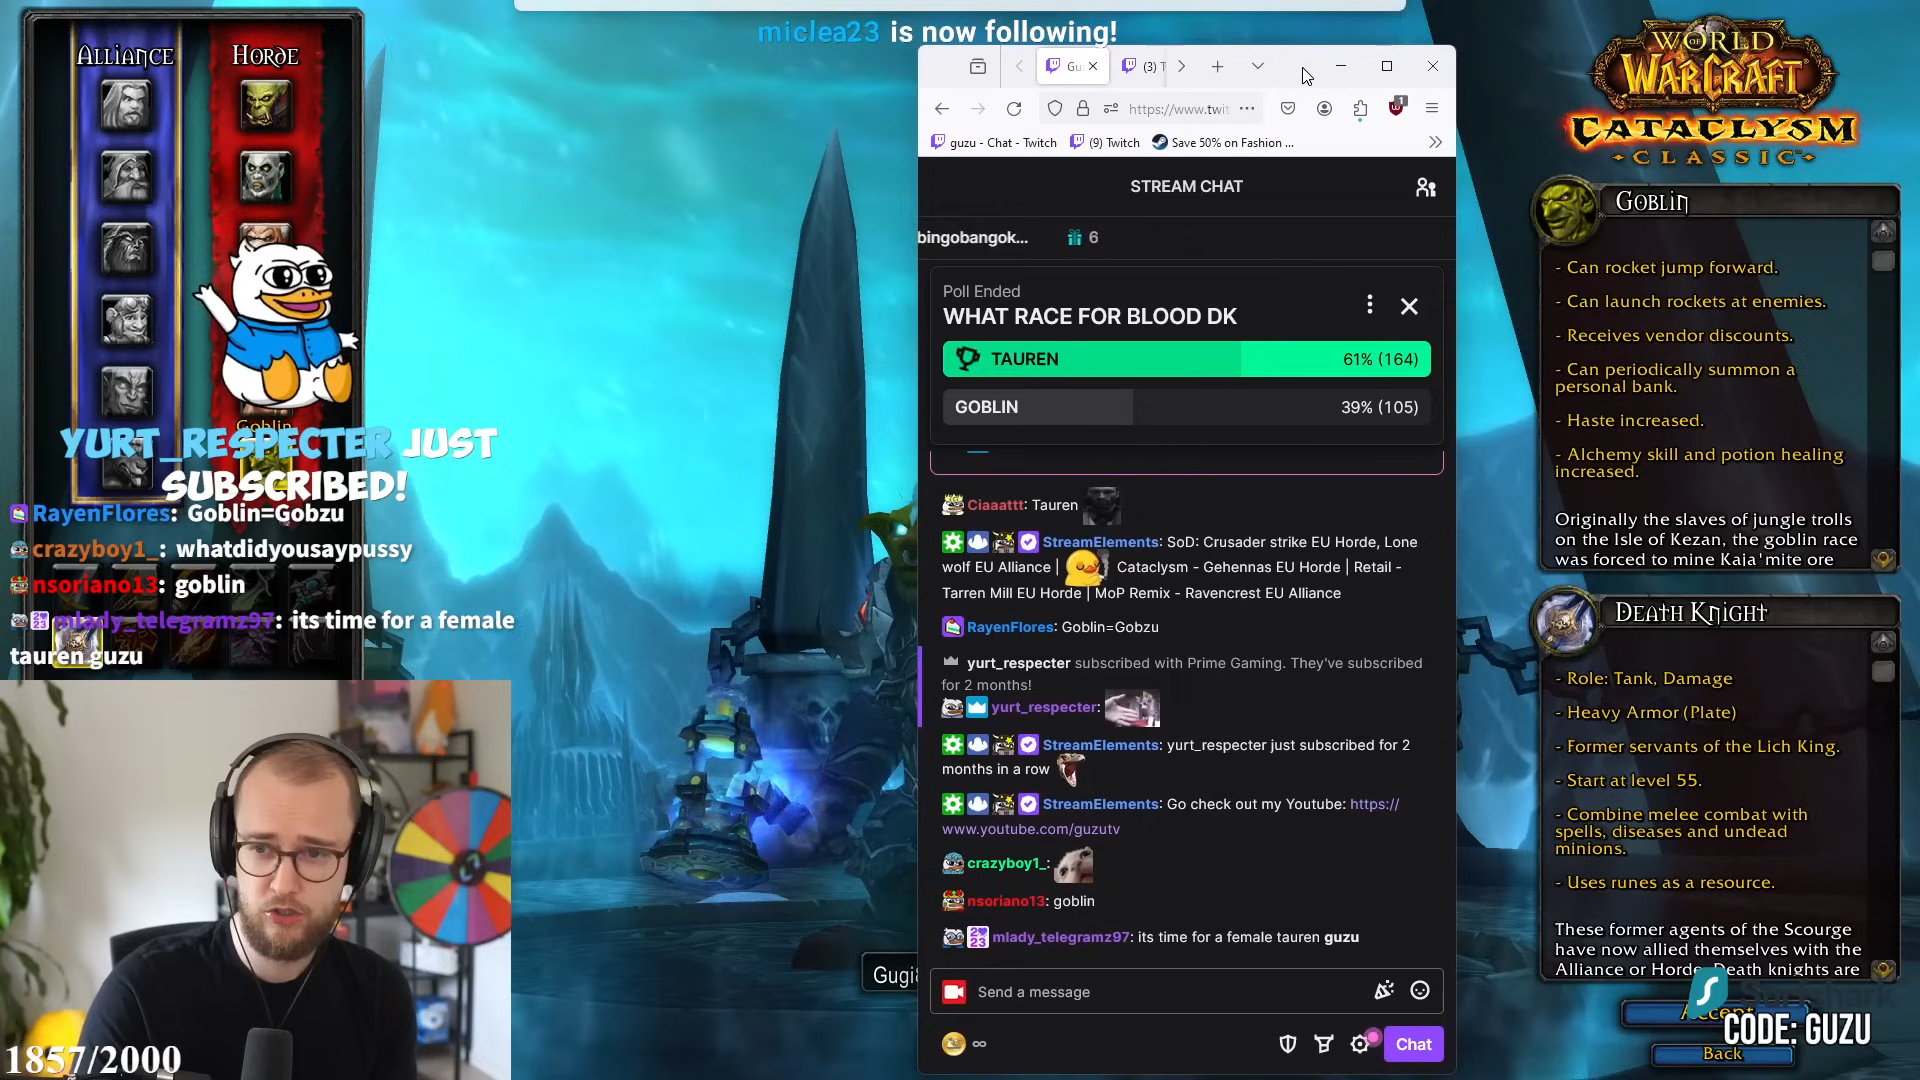 miclea23 is now following!
ALLIANCE
HORDE
Goblin
YURT_RESPECTER JUST
SUBSCRIBED!
RayenFlores: Goblin=Gobzu
crazyboy1_: whatdidyousaypussy
nsoriano13: goblin
mlady_telegramz97: its time for a female
tauren guzu
1857/2000
Gu
(3) T
https://www.twit
1
guzu - Chat - Twitch
(9) Twitch
Save 50% on Fashion ...
STREAM CHAT
bingobangok...
6
Poll Ended
WHAT RACE FOR BLOOD DK
TAUREN
61% (164)
GOBLIN
39% (105)
Ciaaattt: Tauren
StreamElements: SoD: Crusader strike EU Horde, Lone
wolf EU Alliance | Cataclysm - Gehennas EU Horde | Retail -
Tarren Mill EU Horde | MoP Remix - Ravencrest EU Alliance
RayenFlores: Goblin=Gobzu
yurt_respecter subscribed with Prime Gaming. They've subscribed
for 2 months!
yurt_respecter:
StreamElements: yurt_respecter just subscribed for 2
months in a row
StreamElements: Go check out my Youtube: https://
www.youtube.com/guzutv
crazyboy1_:
nsoriano13: goblin
mlady_telegramz97: its time for a female tauren guzu
Send a message
∞
Chat
WORLD
OF
WARCRAFT
CATACLYSM
CLASSIC
Goblin
- Can rocket jump forward.
- Can launch rockets at enemies.
- Receives vendor discounts.
- Can periodically summon a
personal bank.
- Haste increased.
- Alchemy skill and potion healing
increased.
Originally the slaves of jungle trolls
on the Isle of Kezan, the goblin race
was forced to mine Kaja'mite ore
Death Knight
- Role: Tank, Damage
- Heavy Armor (Plate)
- Former servants of the Lich King.
- Start at level 55.
- Combine melee combat with
spells, diseases and undead
minions.
- Uses runes as a resource.
These former agents of the Scourge
have now allied themselves with the
Alliance or Horde. Death knights are
Accept
CODE: GUZU
Back